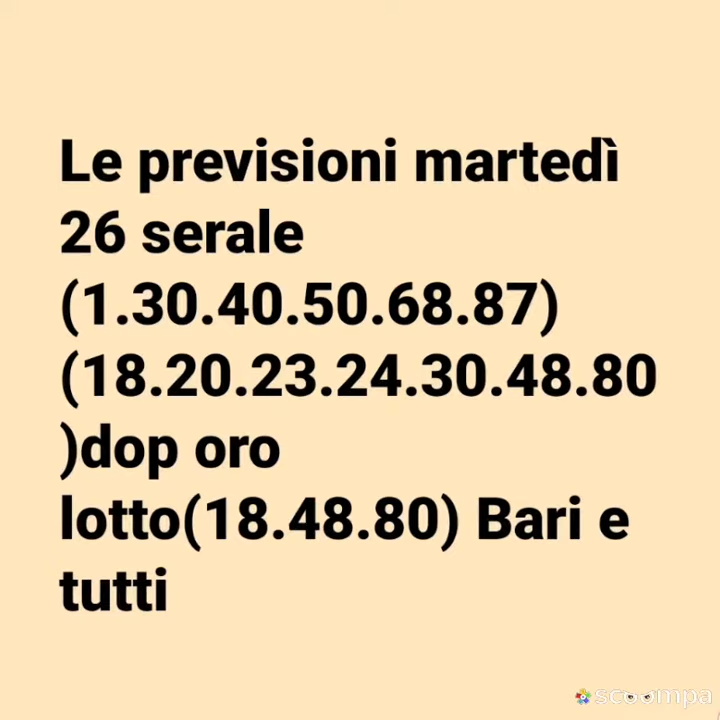 Le previsioni martedì
26 serale
(1.30.40.50.68.87)
(18.20.23.24.30.48.80
)dop oro
lotto(18.48.80) Bari e
tutti
scoompa